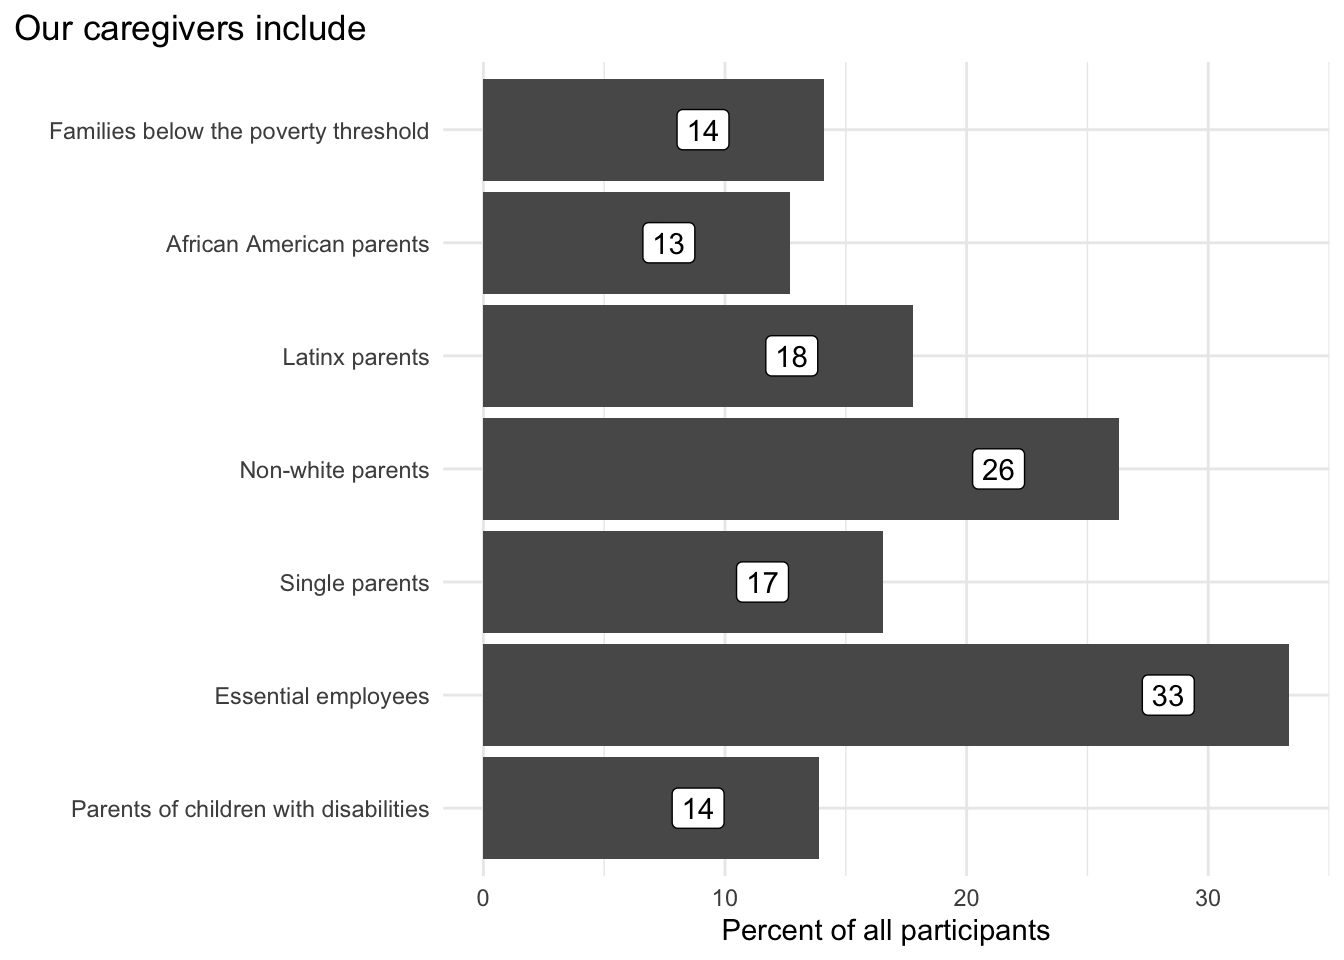 Our caregivers include
Families below the poverty threshold
14
African American parents
13
Latinx parents
18
Non-white parents
26
Single parents
17
Essential employees
33
Parents of children with disabilities
14
0 10 20 30
Percent of all participants